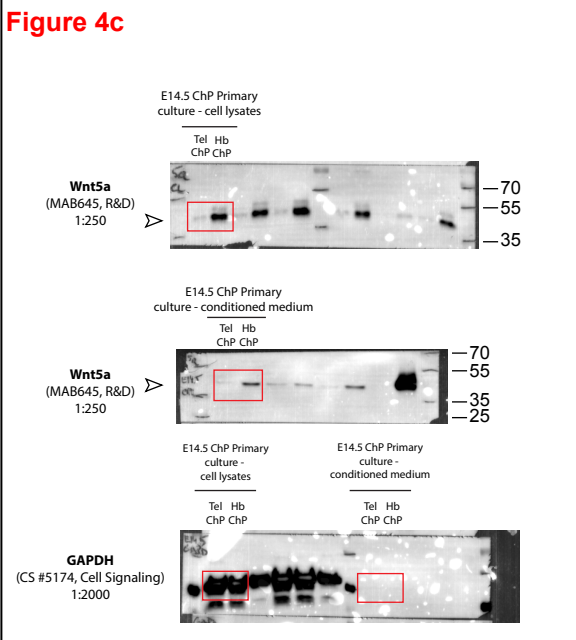 Figure 4c
E14.5 ChP Primary
culture - cell lysates
Tel Hb
ChP ChP
Wnt5a
(MAB645, R&D)
1:250
70
55
35
E14.5 ChP Primary
culture - conditioned medium
Tel Hb
ChP ChP
Wnt5a
(MAB645, R&D)
1:250
70
55
35
25
E14.5 ChP Primary
culture -
cell lysates
E14.5 ChP Primary
culture -
conditioned medium
Tel Hb
ChP ChP
Tel Hb
ChP ChP
GAPDH
(CS #5174, Cell Signaling)
1:2000